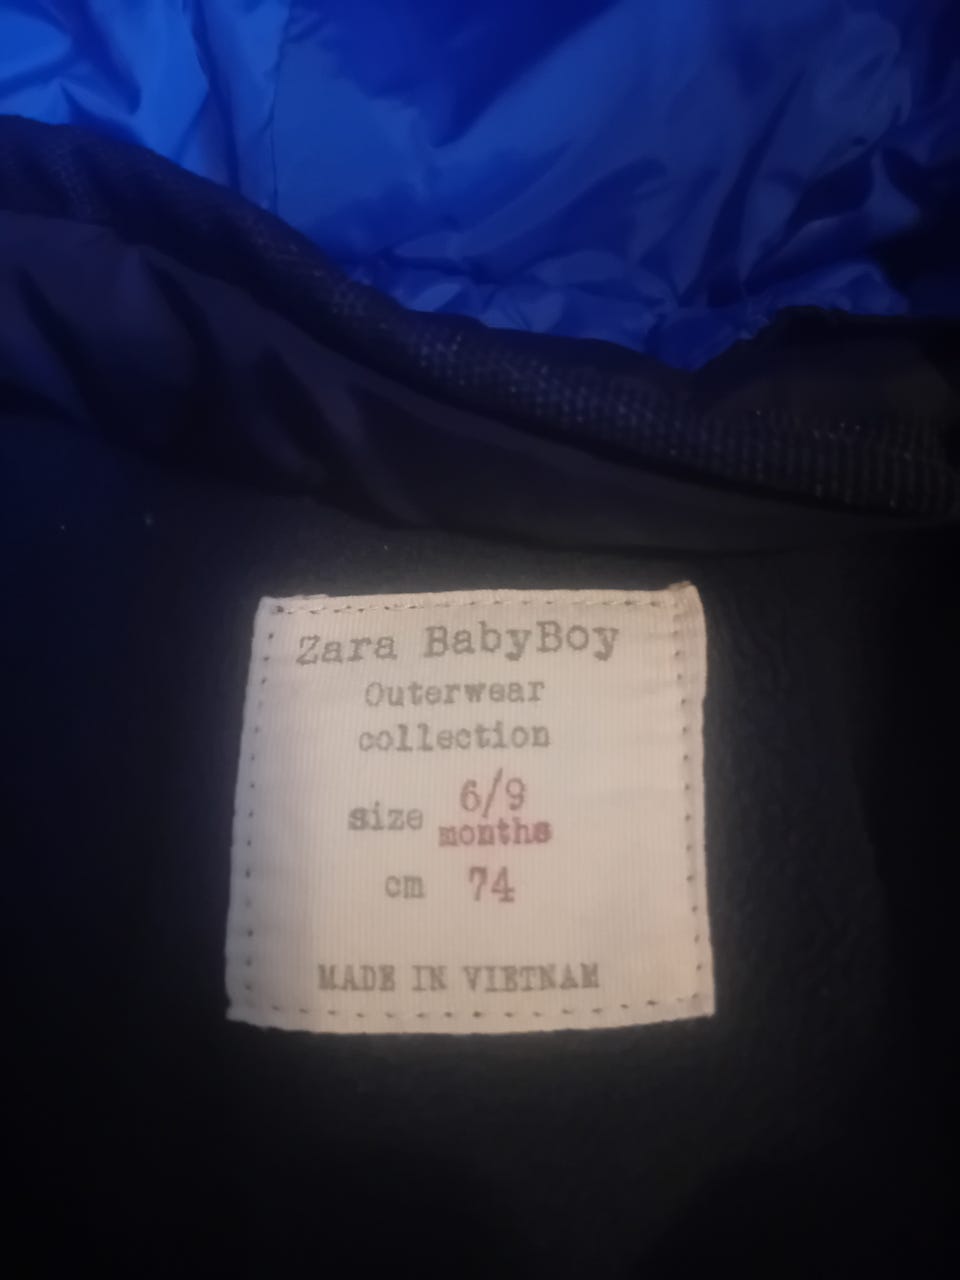 Zara BabyBoy
Outerwear
collection
size 6/9
months
cm 74
MADE IN VIETNAM